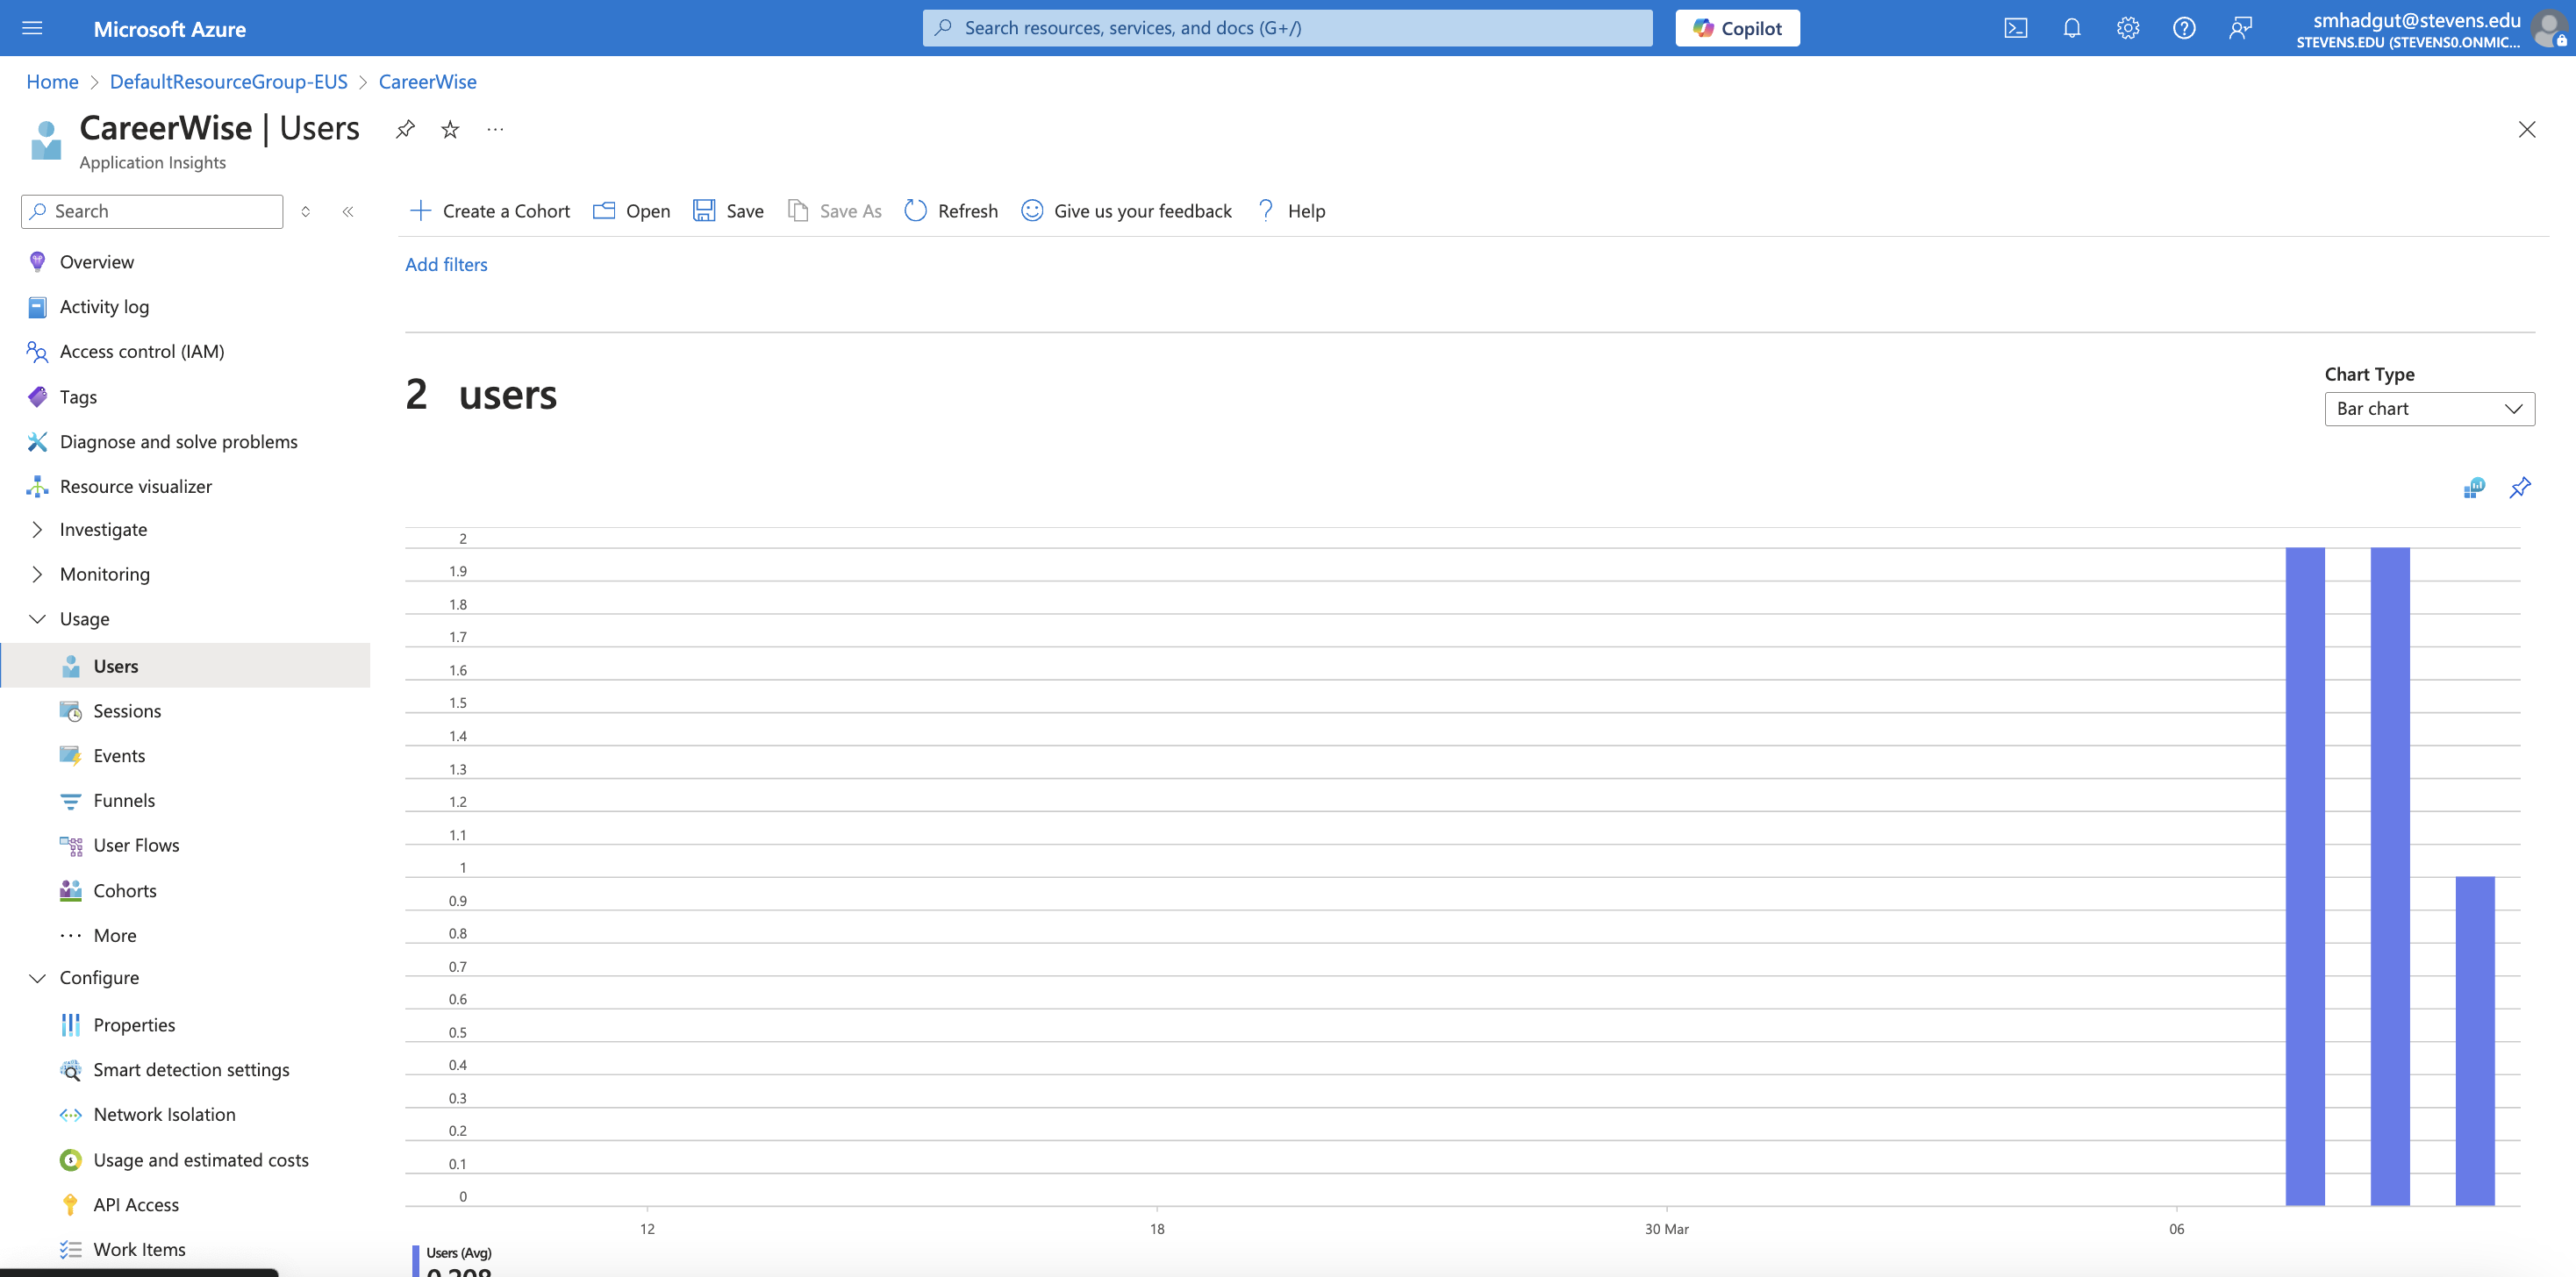 Microsoft Azure
Search resources, services, and docs (G+/)
Copilot
smhadgut@stevens.edu
STEVENS.EDU (STEVENS0.ONMIC...
Home > DefaultResourceGroup-EUS > CareerWise
CareerWise | Users
Application Insights
Search
Create a Cohort
Open
Save
Save As
Refresh
Give us your feedback
Help
Overview
Activity log
Access control (IAM)
Tags
Diagnose and solve problems
Resource visualizer
Investigate
Monitoring
Usage
Users
Sessions
Events
Funnels
User Flows
Cohorts
More
Configure
Properties
Smart detection settings
Network Isolation
Usage and estimated costs
API Access
Work Items
Add filters
2 users
Chart Type
Bar chart
2
1.9
1.8
1.7
1.6
1.5
1.4
1.3
1.2
1.1
1
0.9
0.8
0.7
0.6
0.5
0.4
0.3
0.2
0.1
0
12 18 30 Mar 06
Users (Avg)
0.208